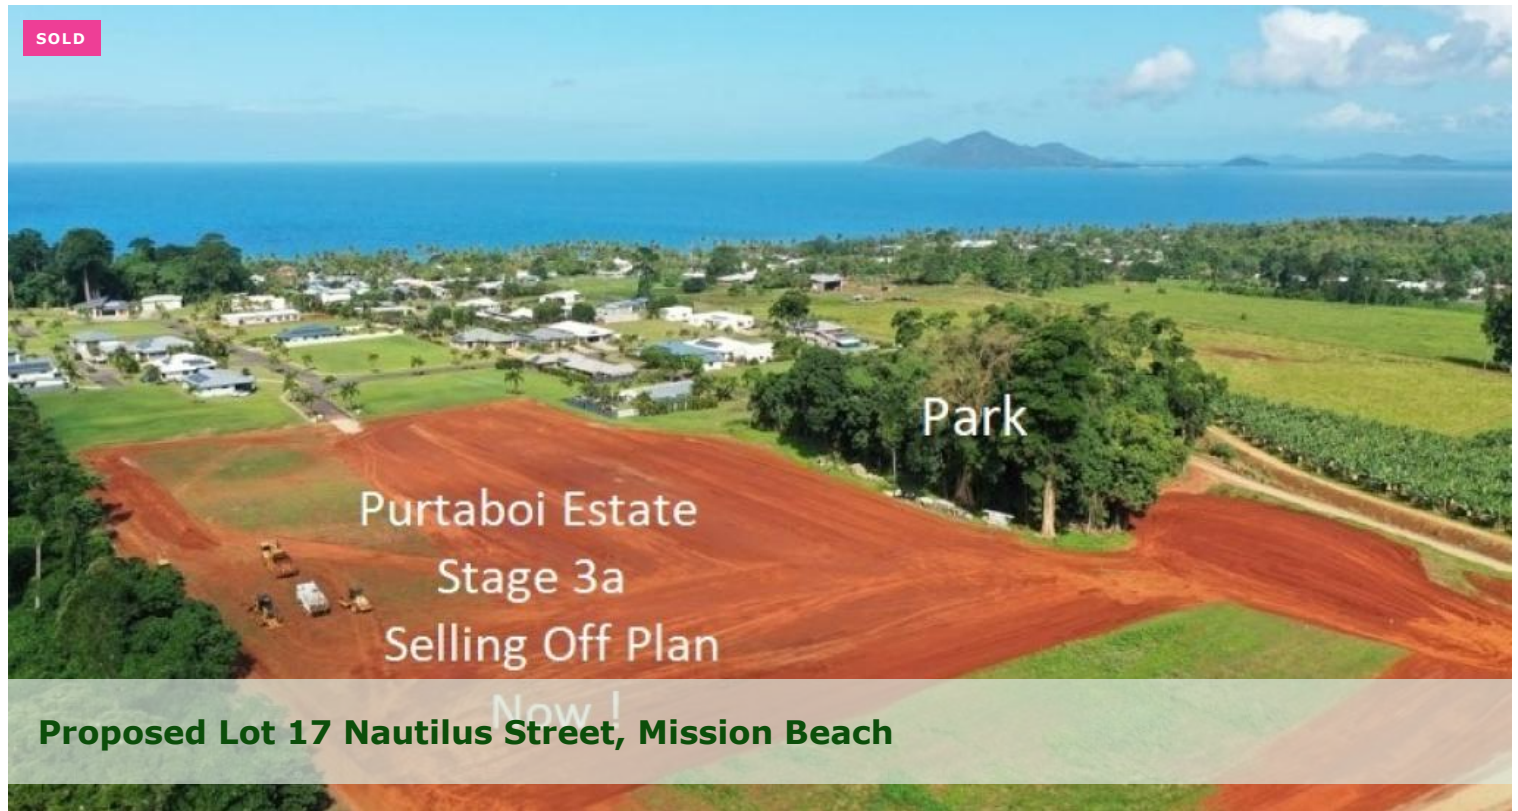 SOLD
Park
Purtaboi Estate
Stage 3a
Selling Off Plan
Now !
Proposed Lot 17 Nautilus Street, Mission Beach